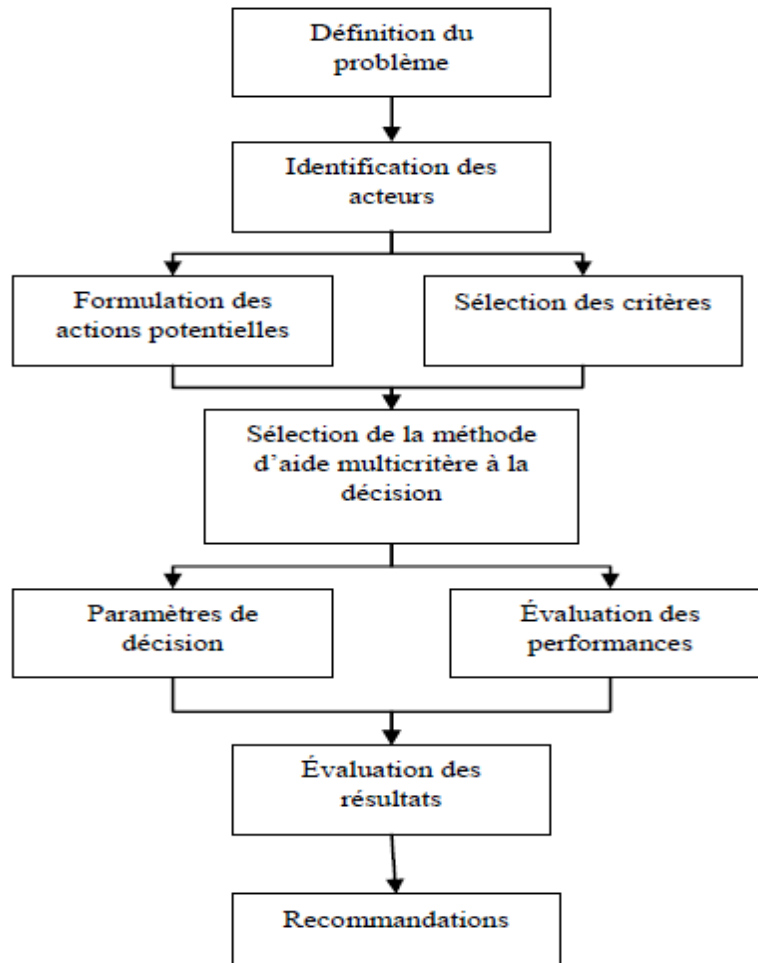 Définition du
problème
Identification des
acteurs
Formulation des
actions potentielles
Sélection des critères
Sélection de la méthode
d'aide multicritère à la
décision
Paramètres de
décision
Évaluation des
performances
Évaluation des
résultats
Recommandations